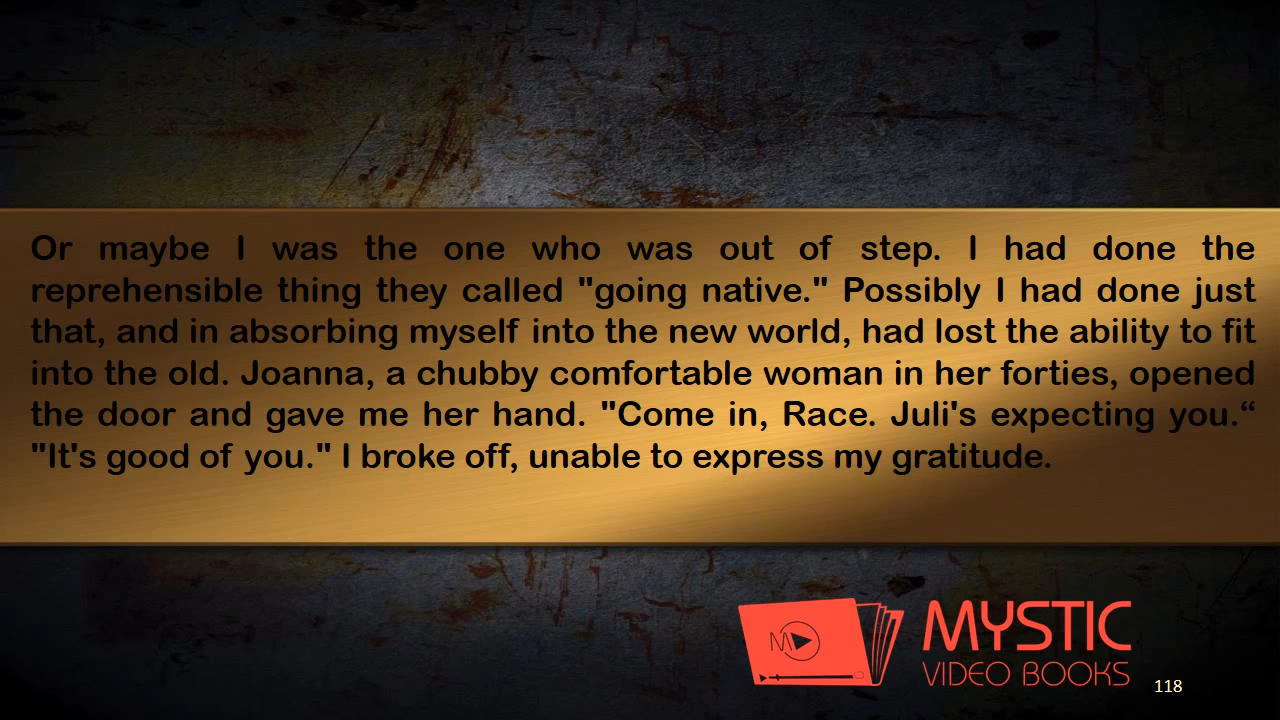 Or maybe I was the one who was out of step. I had done the
reprehensible thing they called "going native." Possibly I had done just
that, and in absorbing myself into the new world, had lost the ability to fit
into the old. Joanna, a chubby comfortable woman in her forties, opened
the door and gave me her hand. "Come in, Race. Juli's expecting you.“
"It's good of you." I broke off, unable to express my gratitude.
MYSTIC
VIDEO BOOKS
118